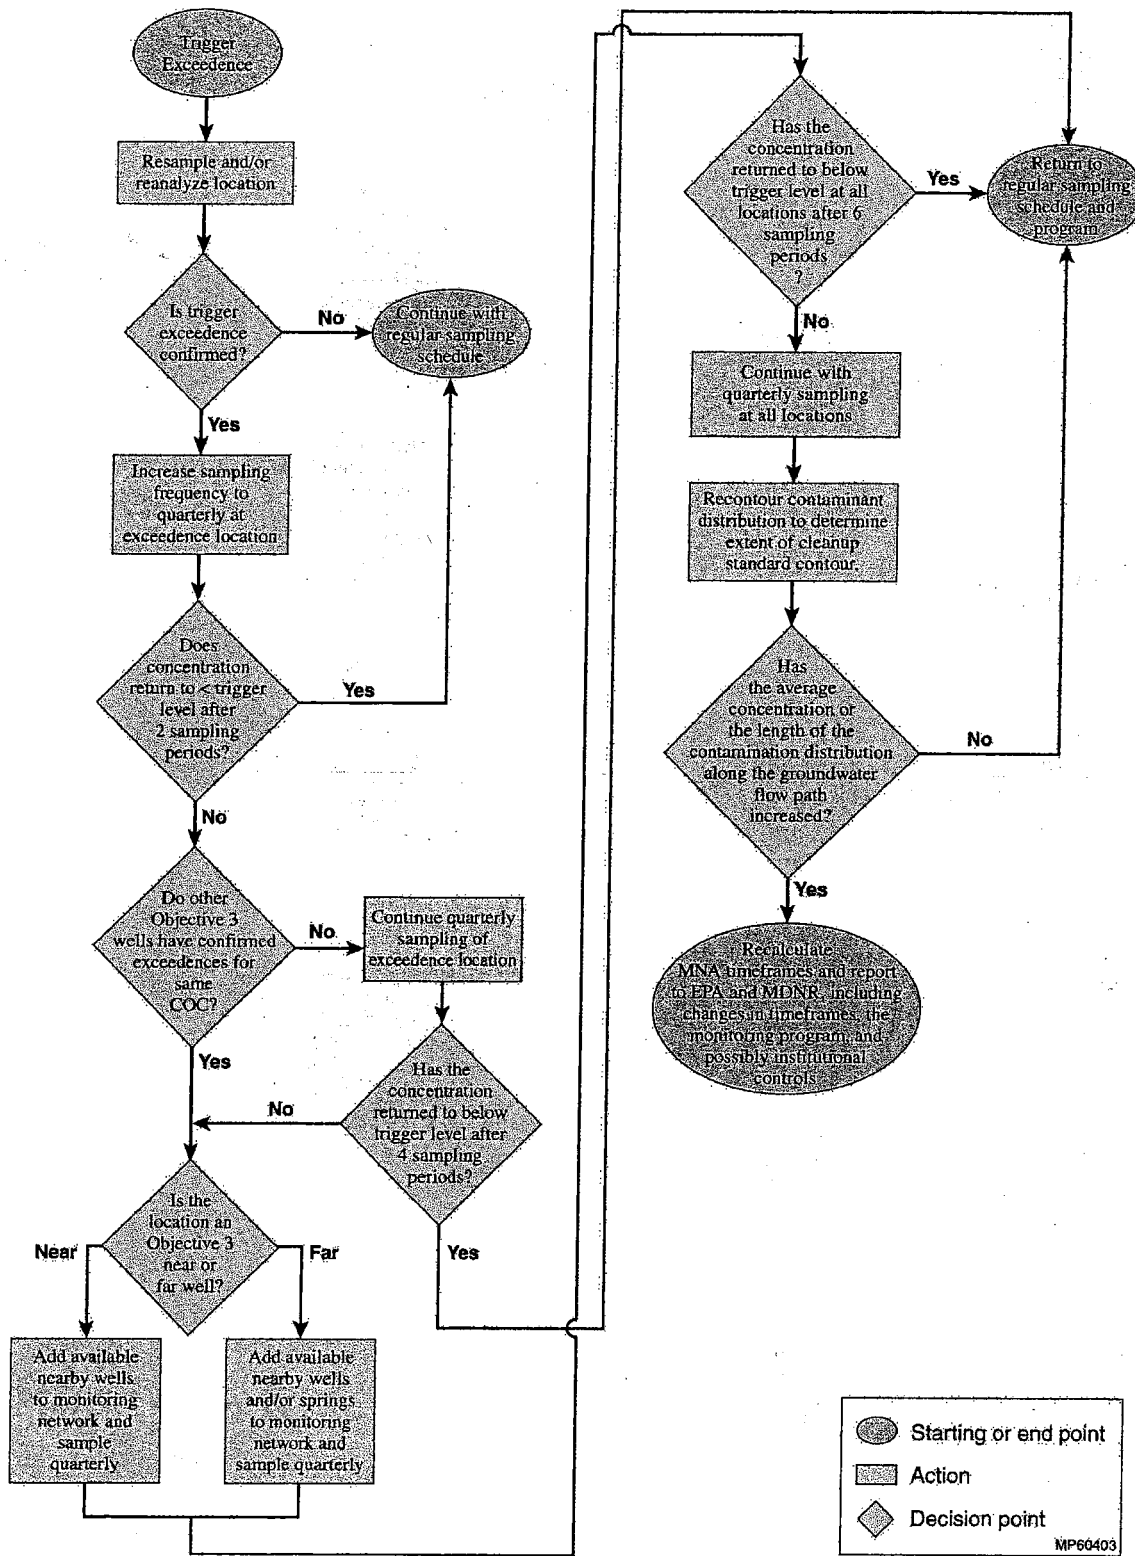 Trigger
Exceedence
Resample and/or
reanalyze location
Is trigger
exceedence
confirmed?
No
Continue with
regular sampling
schedule
Yes
Increase sampling
frequency to
quarterly at
exceedence location
Does
concentration
return to < trigger
level after
2 sampling
periods?
Yes
No
Do other
Objective 3
wells have confirmed
exceedences for
same
COC?
No
Continue quarterly
sampling of
exceedence location
Yes
Has the
concentration
returned to below
trigger level after
4 sampling
periods?
No
Yes
Is the
location an
Objective 3
near or
far well?
Near
Far
Add available
nearby wells
to monitoring
network and
sample
quarterly
Add available
nearby wells
and/or springs
to monitoring
network and
sample quarterly
Has the
concentration
returned to below
trigger level at all
locations after 6
sampling
periods
?
Yes
Return to
regular sampling
schedule and
program
No
Continue with
quarterly sampling
at all locations
Recontour contaminant
distribution to determine
extent of cleanup
standard contour.
Has
the average
concentration or
the length of the
contammation distribution
along the groundwater
flow path
increased?
No
Yes
Recalculate
MNA timeframes and report
to EPA and MDNR, including
changes in timeframes, the
monitoring program, and
possibly institutional
controls
Starting or end point
Action
Decision point
MP60403